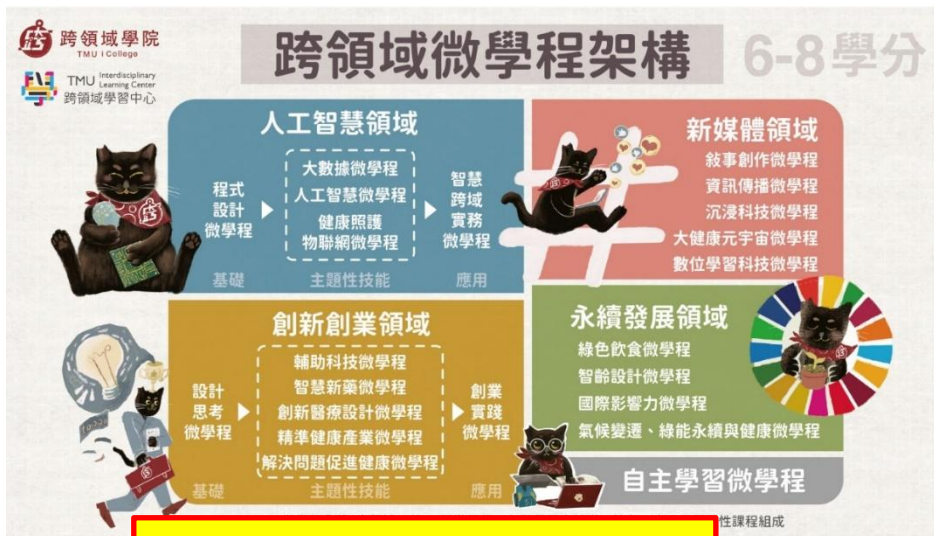 跨領域學院
TMU I College
TMU Interdisciplinary
Learning Center
跨領域學習中心
跨領域微學程架構
6-8學分
人工智慧領域
程式
設計
微學程
大數據微學程
人工智慧微學程
健康照護
物聯網微學程
智慧
跨域
實務
微學程
基礎
主題性技能
應用
新媒體領域
敘事創作微學程
資訊傳播微學程
沉浸科技微學程
大健康元宇宙微學程
數位學習科技微學程
創新創業領域
設計
思考
微學程
輔助科技微學程
智慧新藥微學程
創新醫療設計微學程
精準健康產業微學程
解決問題促進健康微學程
創業
實踐
微學程
基礎
主題性技能
應用
永續發展領域
綠色飲食微學程
智齡設計微學程
國際影響力微學程
氣候變遷、綠能永續與健康微學程
自主學習微學程
性課程組成